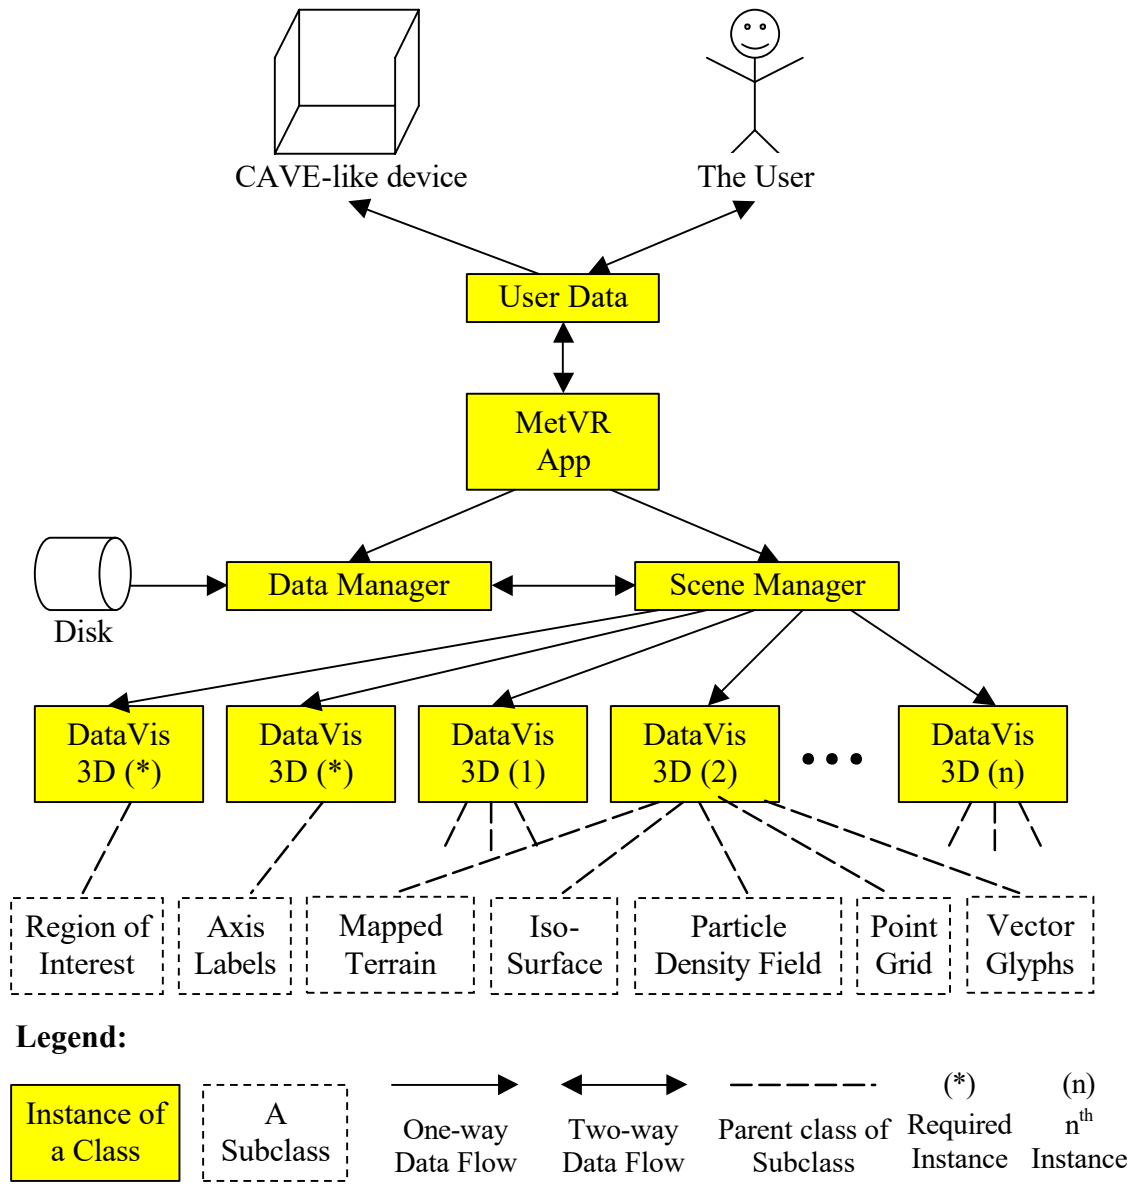 CAVE-like device
The User
User Data
MetVR
App
Data Manager
Scene Manager
Disk
DataVis
3D (*)
DataVis
3D (*)
DataVis
3D (1)
DataVis
3D (2)
DataVis
3D (n)
Region of
Interest
Axis
Labels
Mapped
Terrain
Iso-
Surface
Particle
Density Field
Point
Grid
Vector
Glyphs
Legend:
Instance of
a Class
A
Subclass
One-way
Data Flow
Two-way
Data Flow
Parent class of
Subclass
(*)
Required
Instance
(n)
nth
Instance